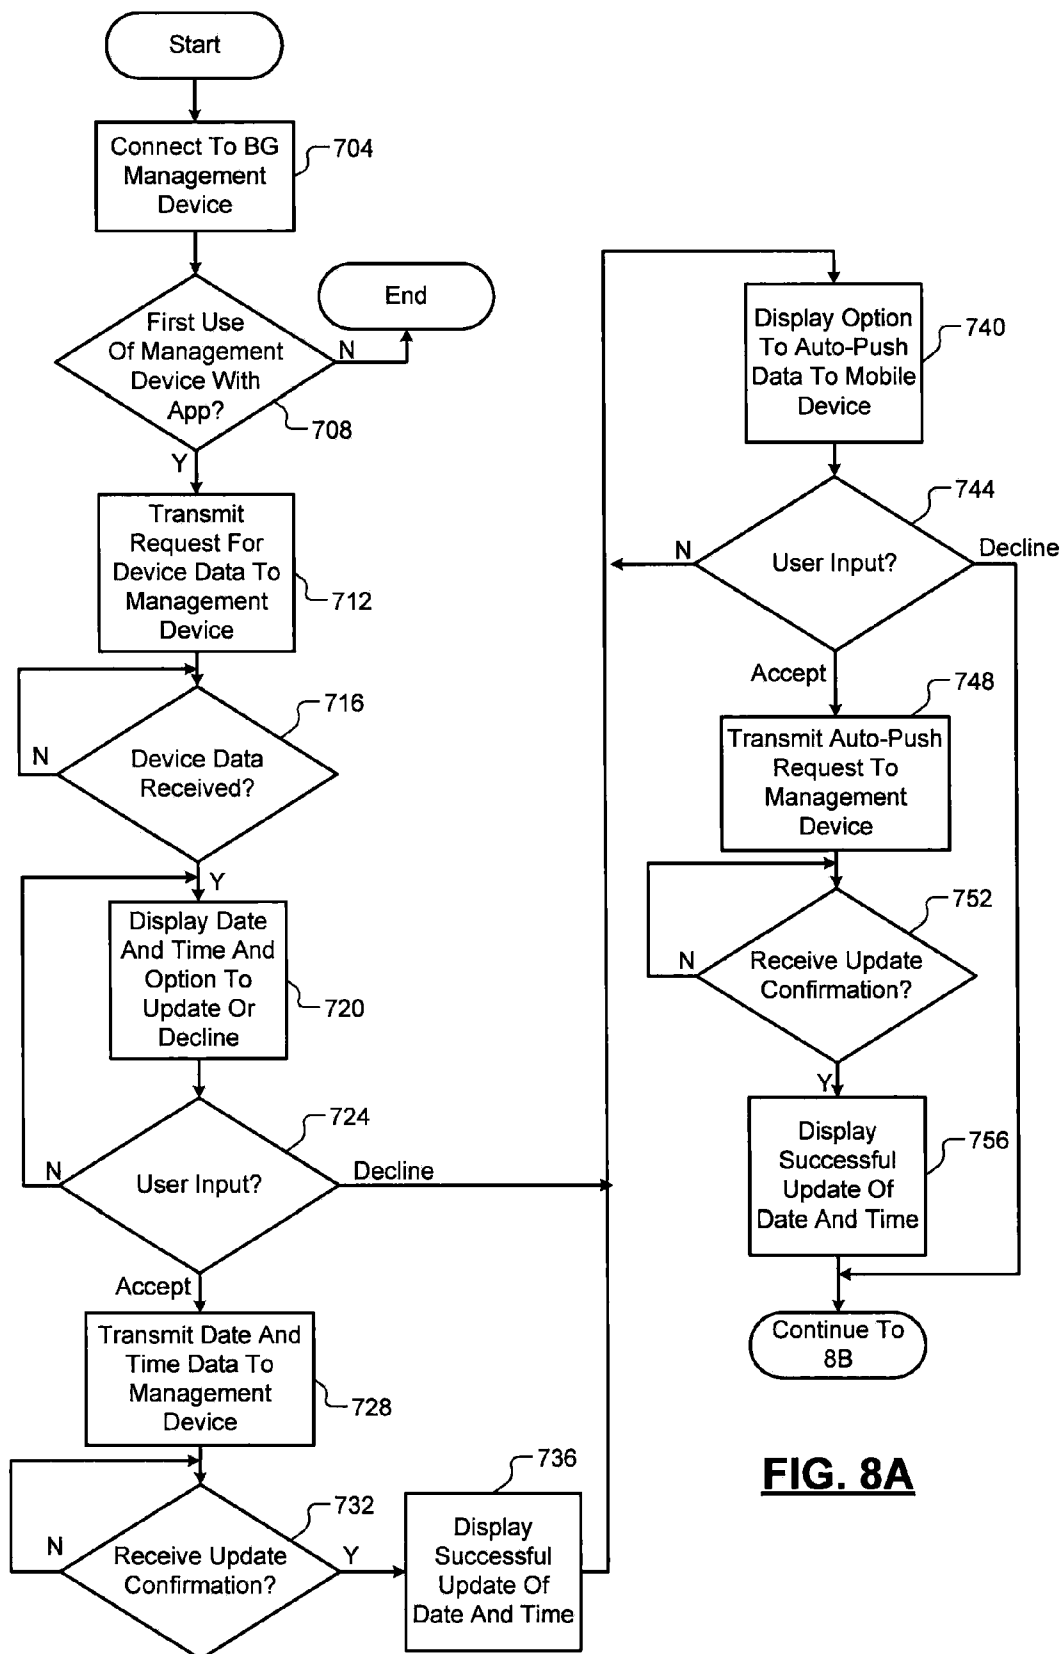 Start
Connect To BG
Management
Device
704
First Use
Of Management
Device With
App?
708
N
End
Y
Transmit
Request For
Device Data To
Management
Device
712
Device Data
Received?
716
N
Y
Display Date
And Time And
Option To
Update Or
Decline
720
User Input?
724
N
Decline
Accept
Transmit Date And
Time Data To
Management
Device
728
Receive Update
Confirmation?
732
N
Y
Display
Successful
Update Of
Date And Time
736
Display Option
To Auto-Push
Data To Mobile
Device
740
User Input?
744
N
Decline
Accept
Transmit Auto-Push
Request To
Management
Device
748
Receive Update
Confirmation?
752
N
Y
Display
Successful
Update Of
Date And Time
756
Continue To
8B
FIG. 8A